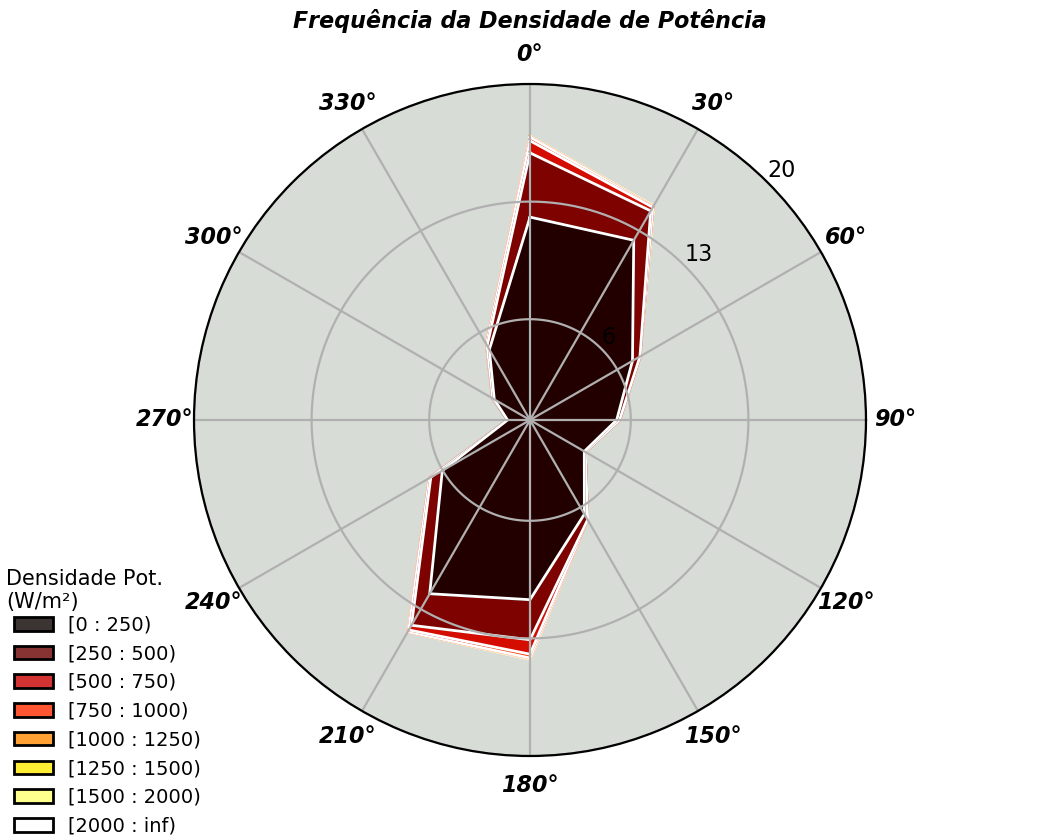 Frequência da Densidade de Potência
0°
330°
30°
20
300°
60°
13
6
270°
90°
240°
120°
210°
150°
180°
Densidade Pot.
(W/m²)
[0 : 250)
[250 : 500)
[500 : 750)
[750 : 1000)
[1000 : 1250)
[1250 : 1500)
[1500 : 2000)
[2000 : inf)